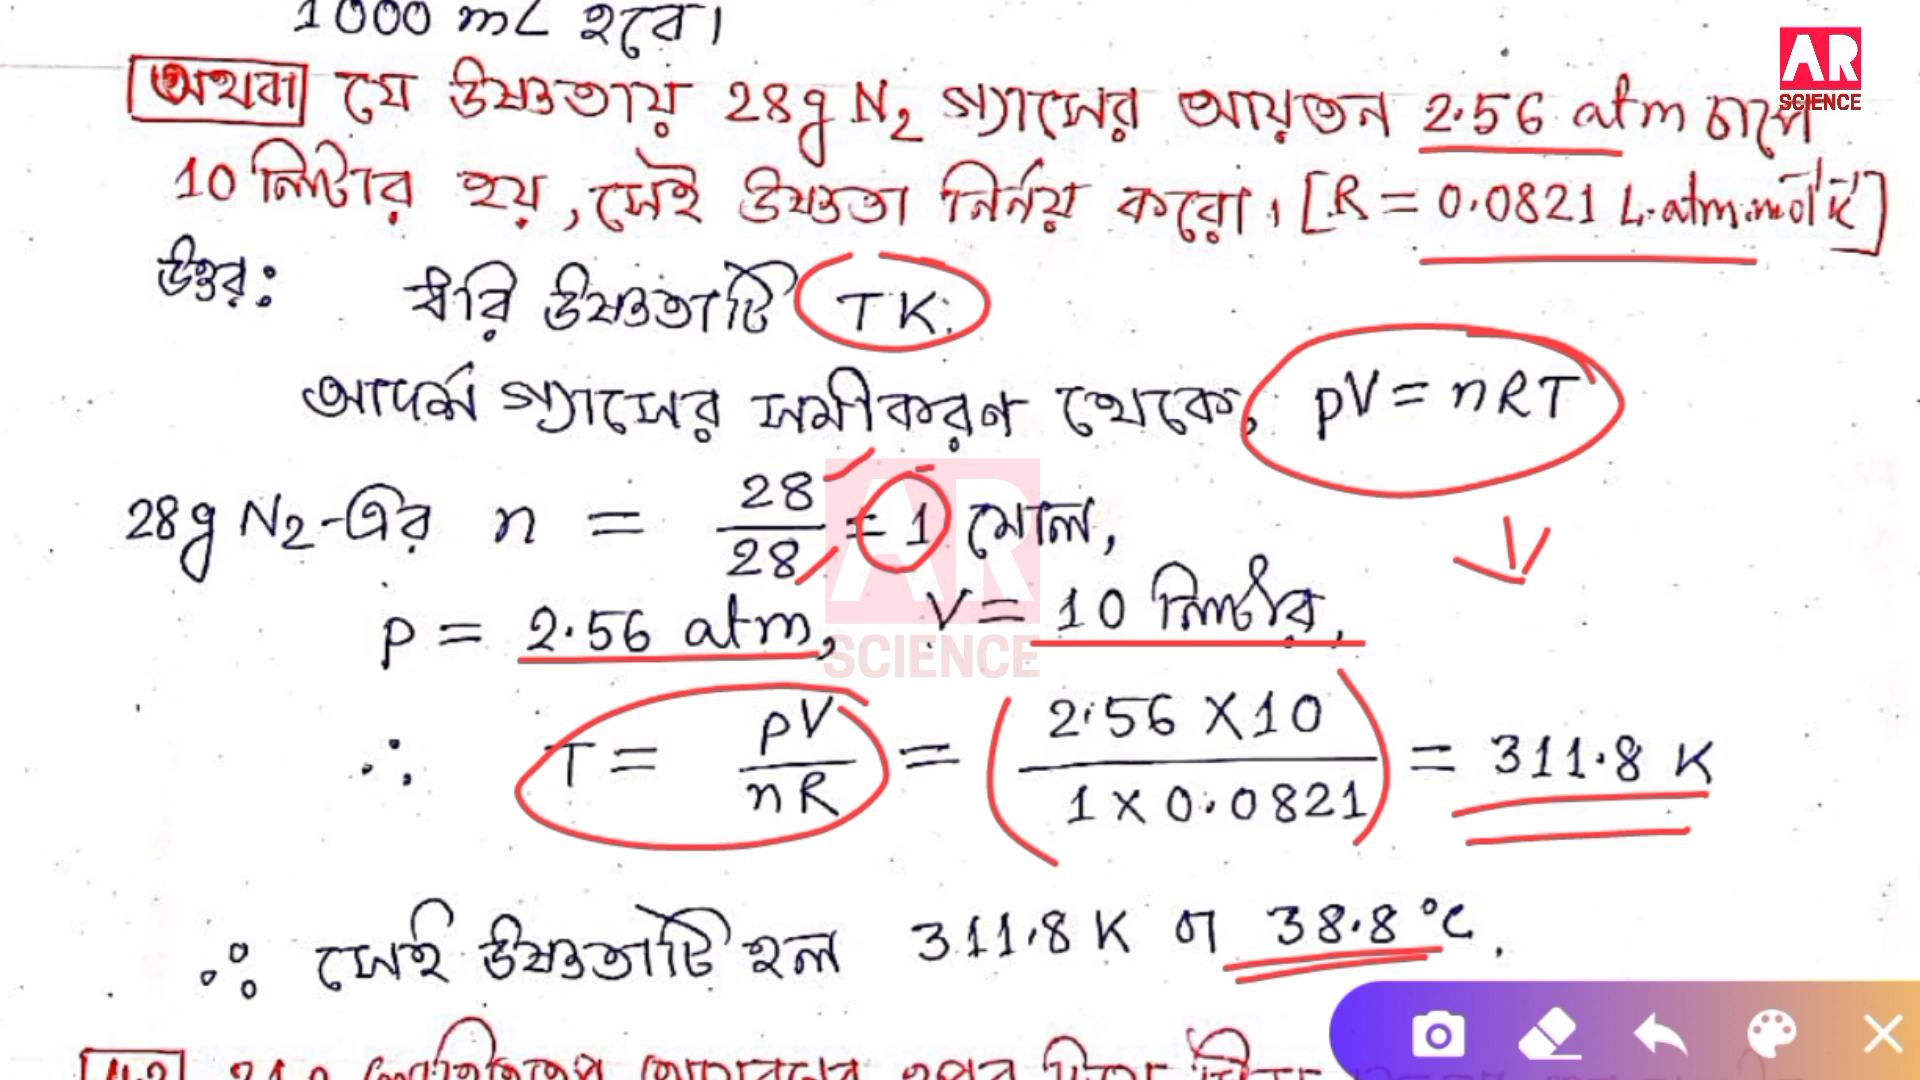 1000 mL হবে।
অথবা যে উষ্ণতায় 28g N₂ গ্যাসের আয়তন 2.56 atm চাপে
AR
SCIENCE
10 লিটার হয়, সেই উষ্ণতা নির্নয় করো। [R = 0.0821 L.atm.mol⁻¹K⁻¹]
উত্তর: ধরি উষ্ণতাটি TK.
আদর্শ গ্যাসের সমীকরণ থেকে, pV = nRT
28g N₂-এর n = 28/28 = 1 মোল,
p = 2.56 atm, V = 10 লিটার,
AR
SCIENCE
∴ T = pV/nR = 2.56 X 10 / 1 X 0.0821 = 311.8 K
∴ সেই উষ্ণতাটি হল 311.8 K বা 38.8 °C.